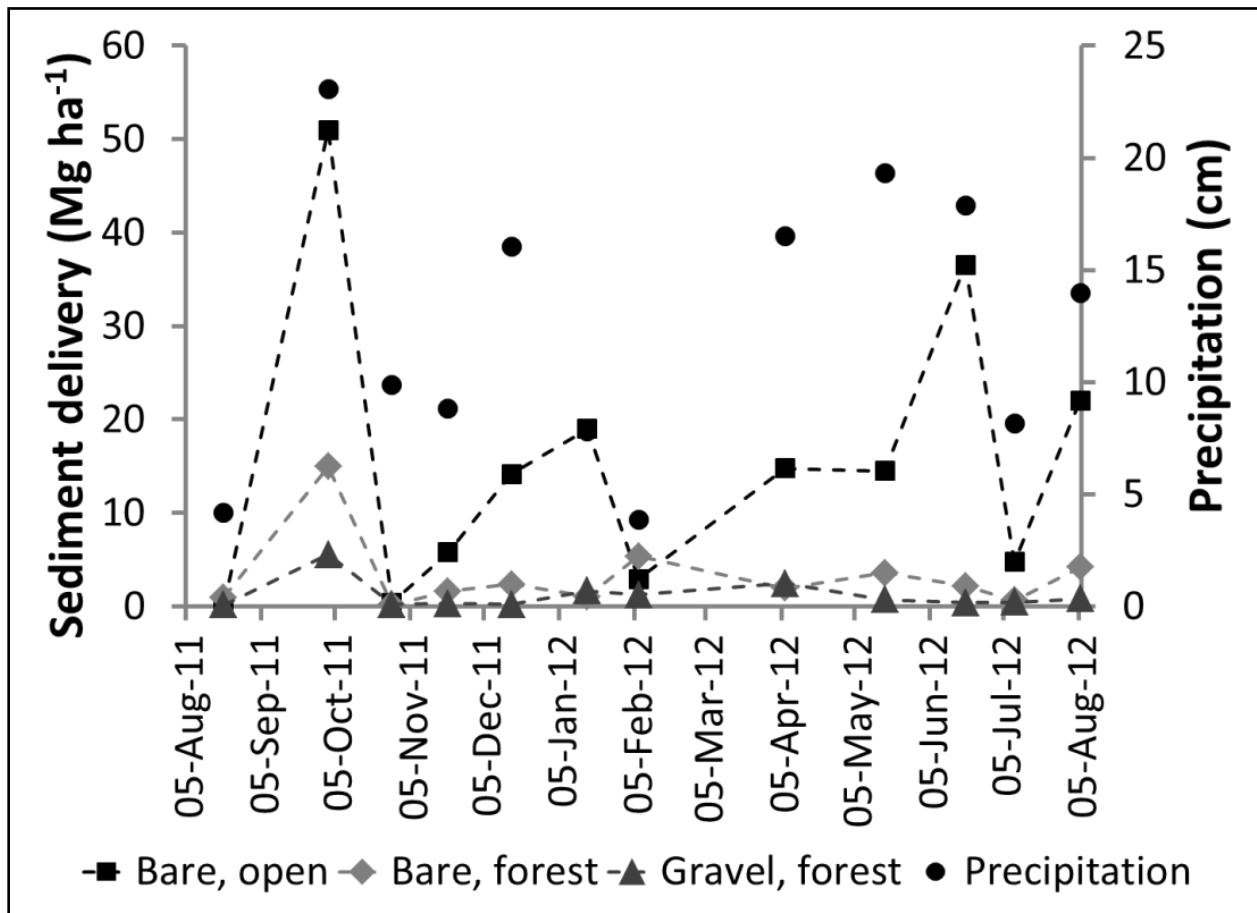 Sediment delivery (Mg ha⁻¹)
60
50
40
30
20
10
0
25
20
15
10
5
0
Precipitation (cm)
05-Aug-11
05-Sep-11
05-Oct-11
05-Nov-11
05-Dec-11
05-Jan-12
05-Feb-12
05-Mar-12
05-Apr-12
05-May-12
05-Jun-12
05-Jul-12
05-Aug-12
Bare, open Bare, forest Gravel, forest Precipitation